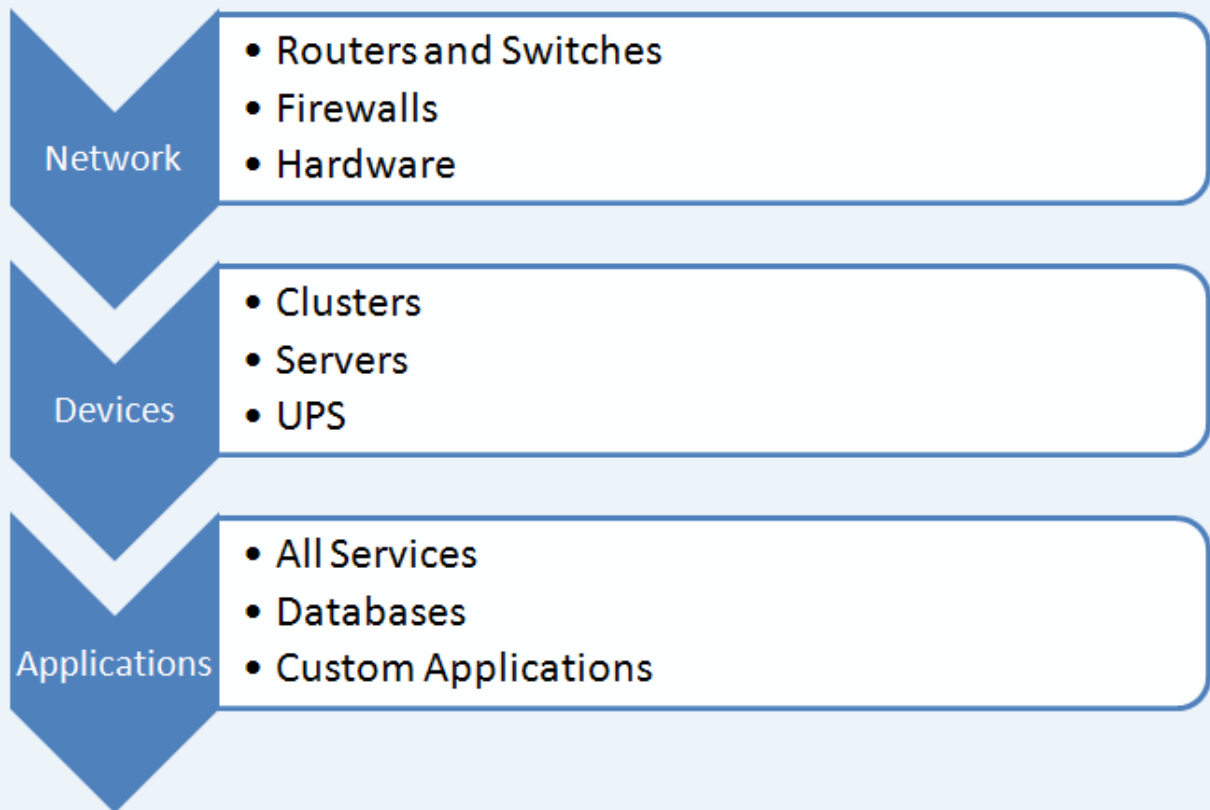 Network
• Routers and Switches
• Firewalls
• Hardware
Devices
• Clusters
• Servers
• UPS
Applications
• All Services
• Databases
• Custom Applications